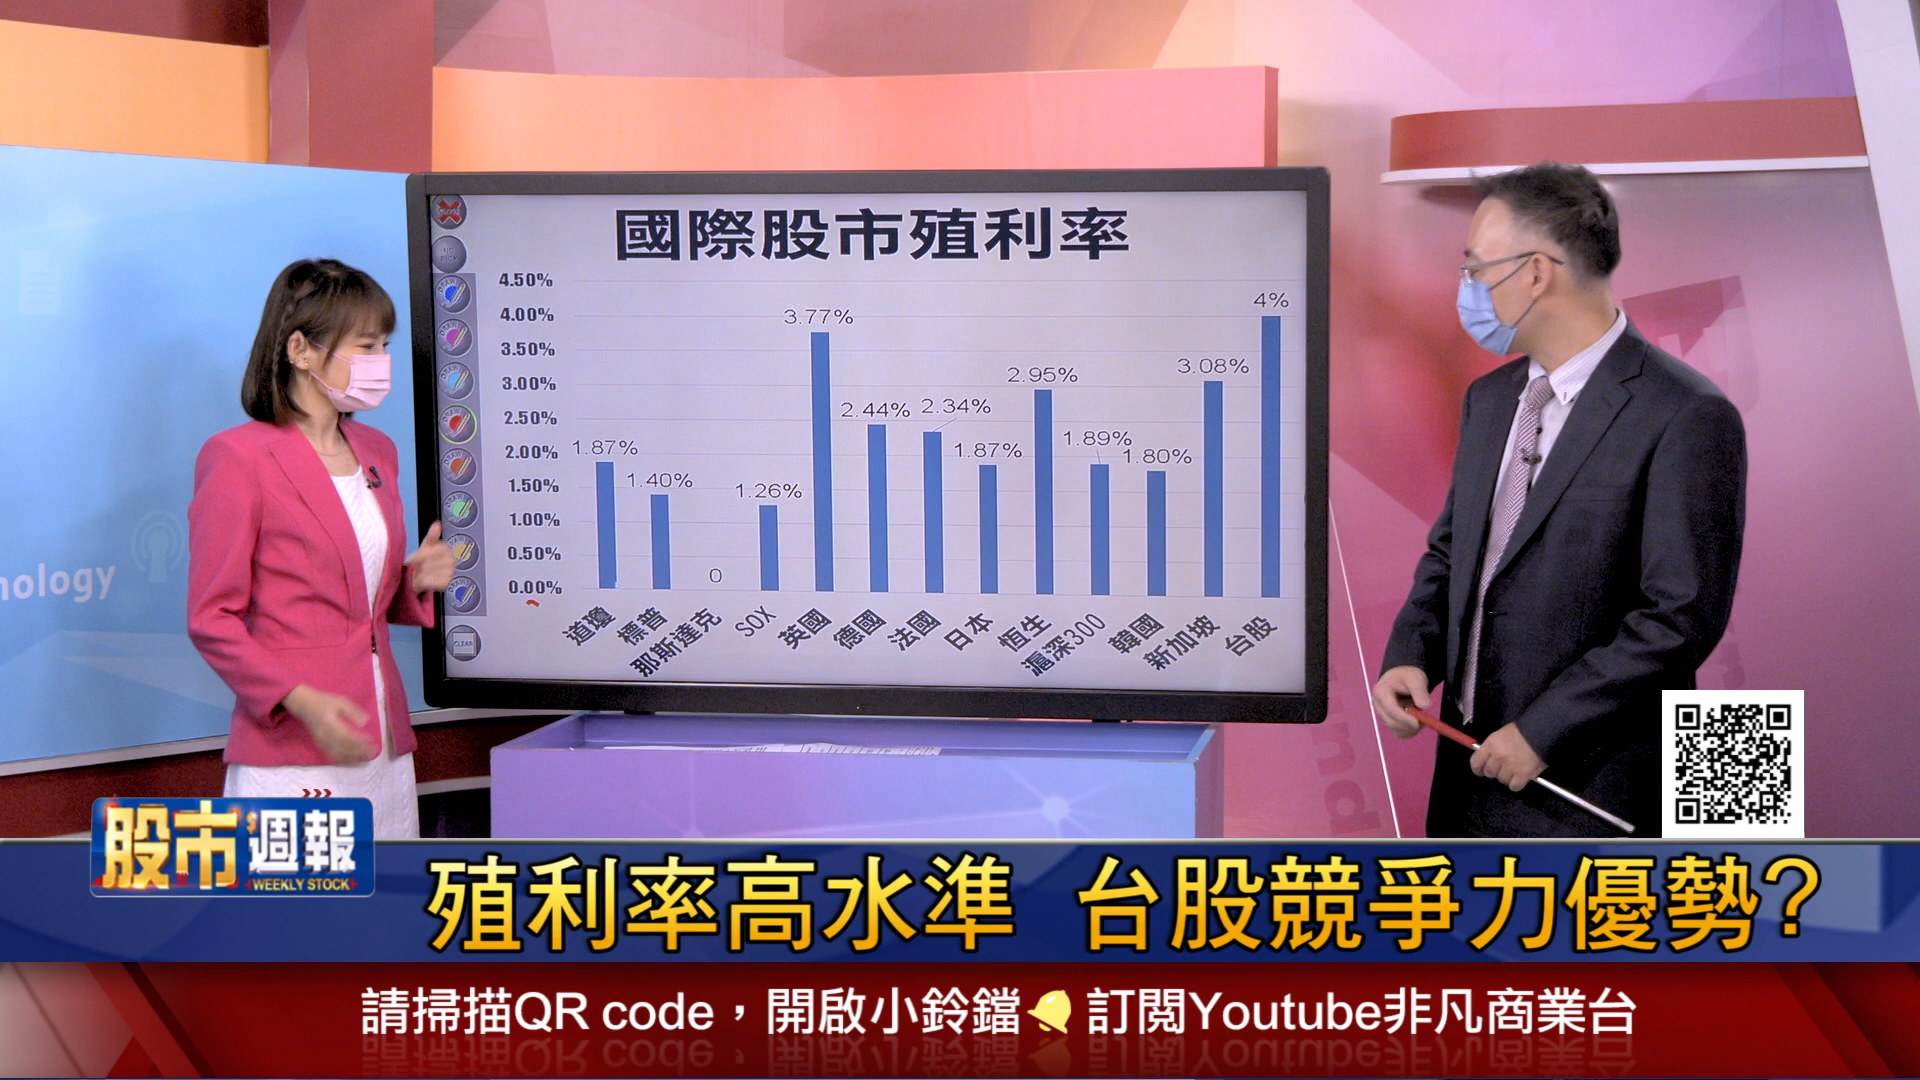 國際股市殖利率
4.50%
4.00%
3.50%
3.00%
2.50%
2.00%
1.50%
1.00%
0.50%
0.00%
1.87%
1.40%
0
1.26%
3.77%
2.44%
2.34%
1.87%
2.95%
1.89%
1.80%
3.08%
4%
道瓊
標普
那斯達克
SOX
英國
德國
法國
日本
恆生
滬深300
韓國
新加坡
台股
CLEAR
DRAW
nology
股市週報
WEEKLY STOCK
殖利率高水準 台股競爭力優勢?
請掃描QR code，開啟小鈴鐺🔔訂閱Youtube非凡商業台